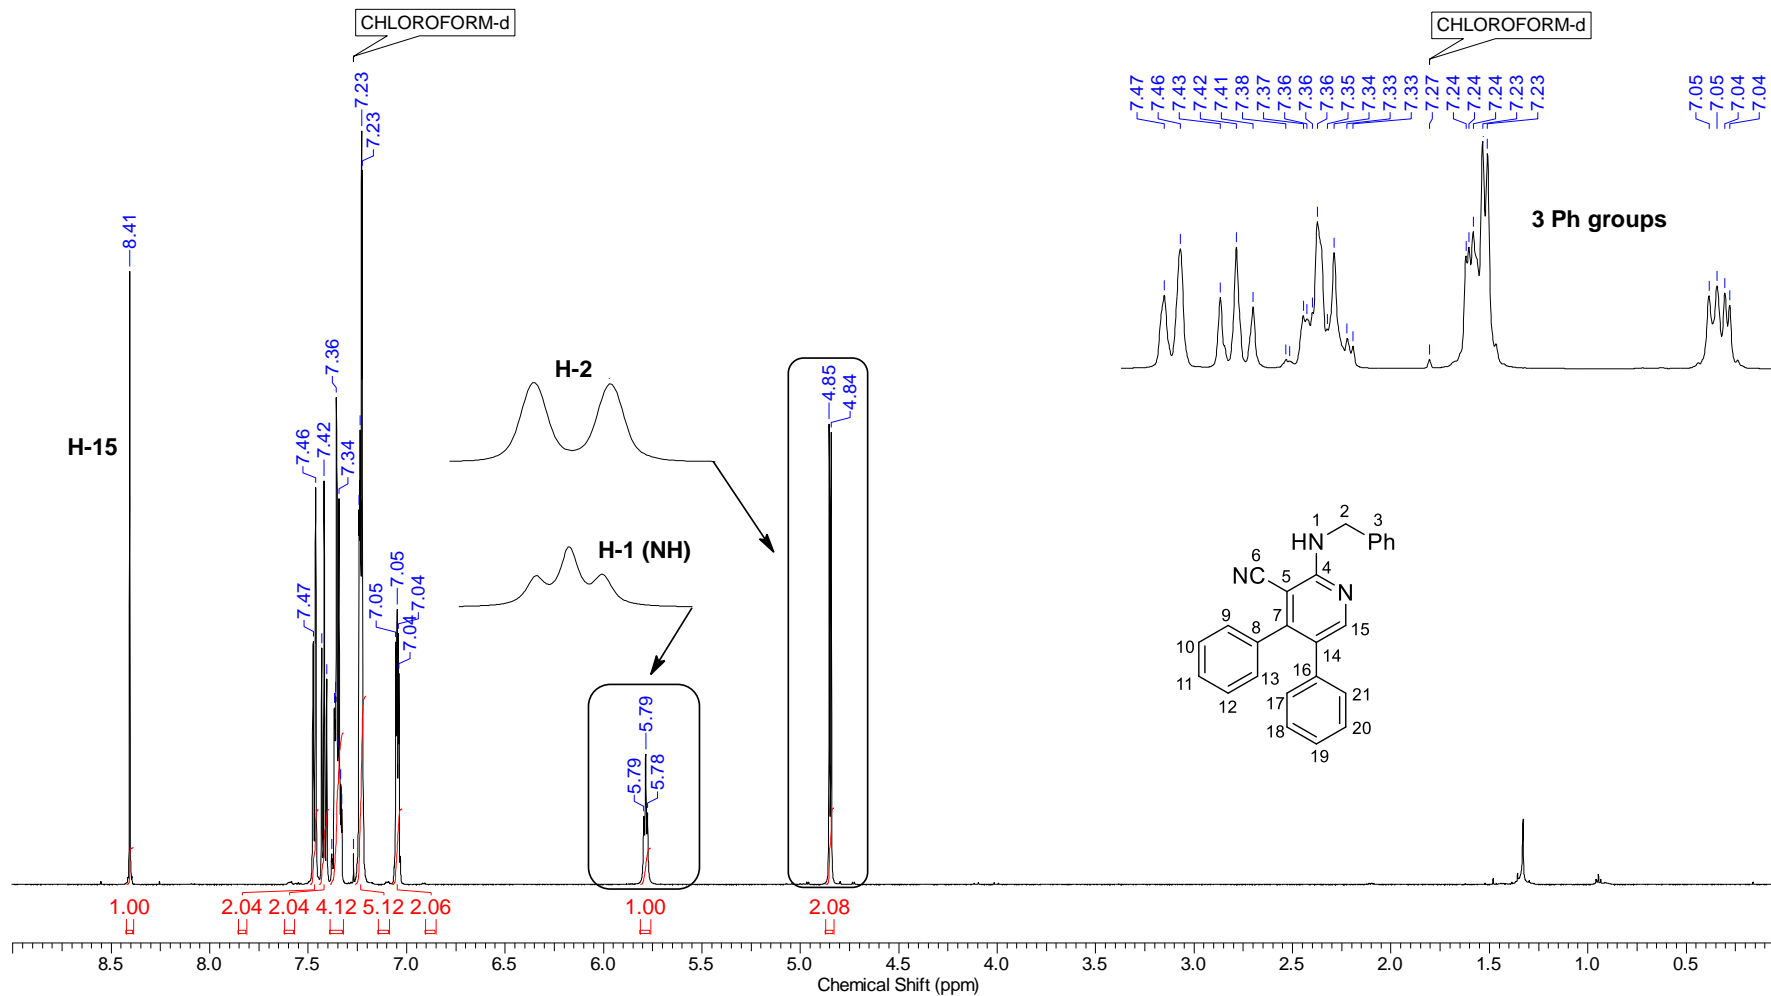 CHLOROFORM-d
CHLOROFORM-d
7.47 7.46 7.43 7.42 7.41 7.38 7.37 7.36 7.36 7.36 7.35 7.34 7.33 7.33 7.27 7.24 7.24 7.24 7.23 7.23 7.05 7.05 7.04 7.04
3 Ph groups
8.41
7.23
7.23
7.36
7.46
7.42
7.34
7.47
7.05
7.05
7.04
7.04
H-15
H-2
H-1 (NH)
4.85
4.84
5.79
5.79
5.78
1 2 3
HN Ph
6 4
NC 5 N
9 7
8 15
10 14
16
11 13 17 21
12 18 20
19
1.00 2.04 2.04 4.12 5.12 2.06 1.00 2.08
8.5 8.0 7.5 7.0 6.5 6.0 5.5 5.0 4.5 4.0 3.5 3.0 2.5 2.0 1.5 1.0 0.5
Chemical Shift (ppm)